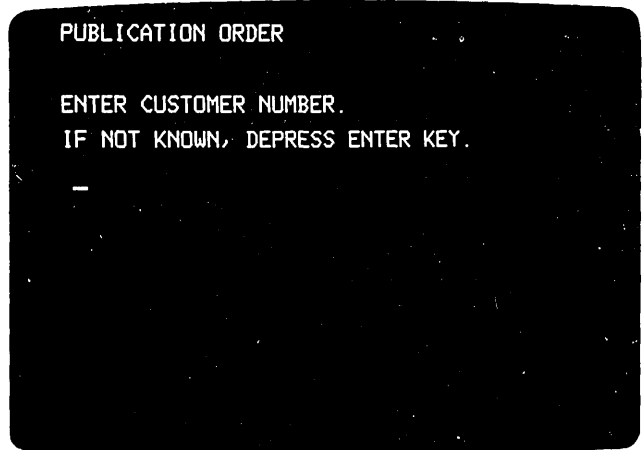 PUBLICATION ORDER
ENTER CUSTOMER NUMBER.
IF NOT KNOWN, DEPRESS ENTER KEY.